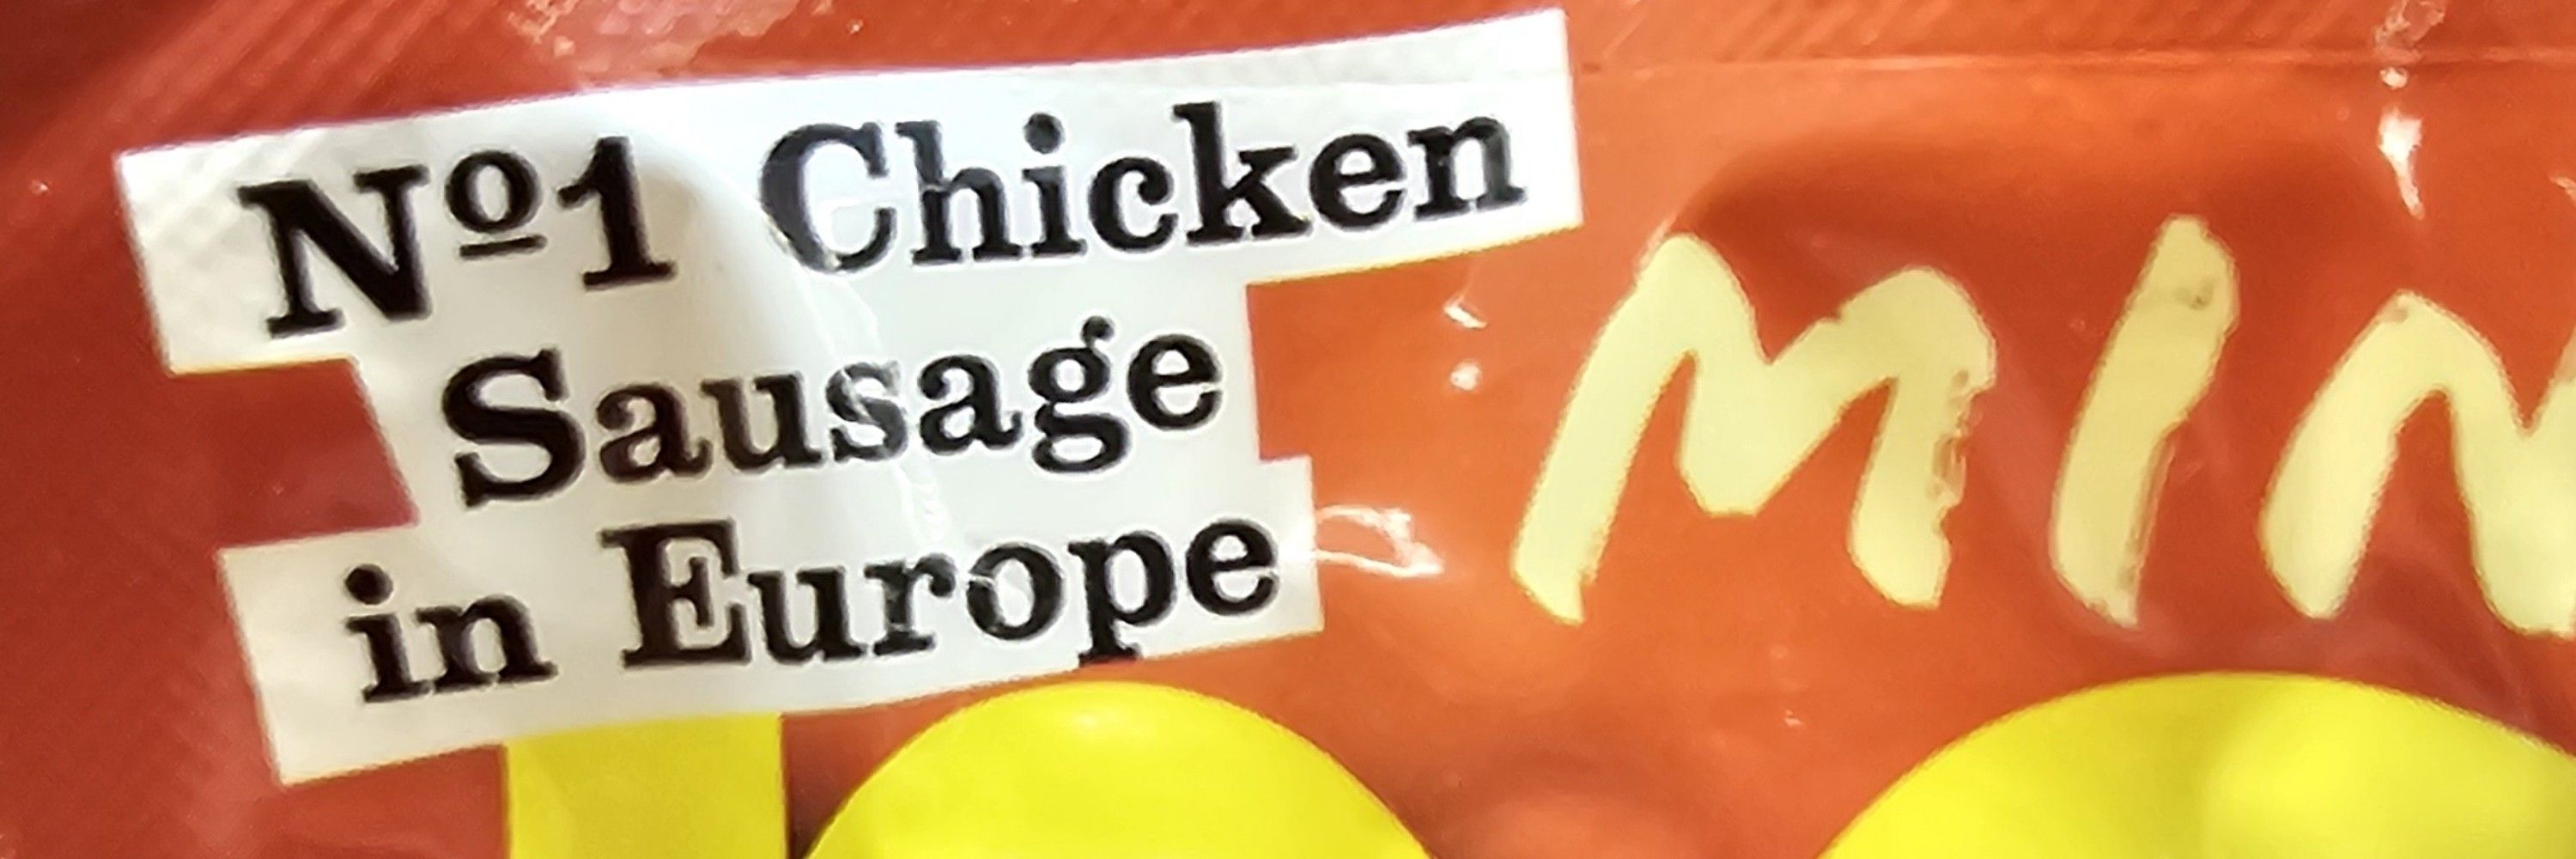 Nº1 Chicken
Sausage
in Europe